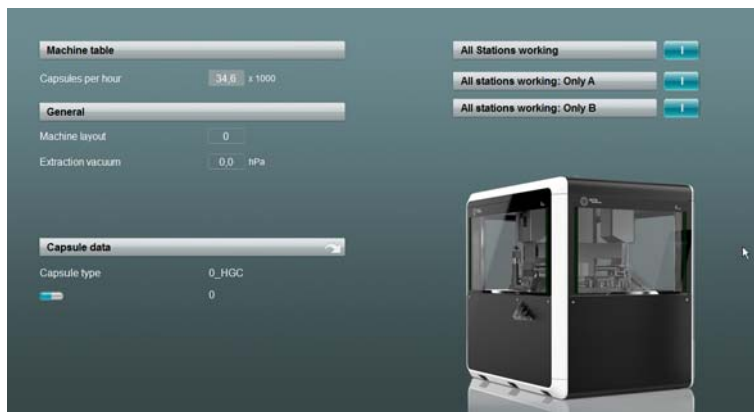 Machine table
Capsules per hour 34,6 x 1000
General
Machine layout 0
Extraction vacuum 0,0 hPa
Capsule data
Capsule type 0_HGC
0
All Stations working I
All stations working: Only A I
All stations working: Only B I